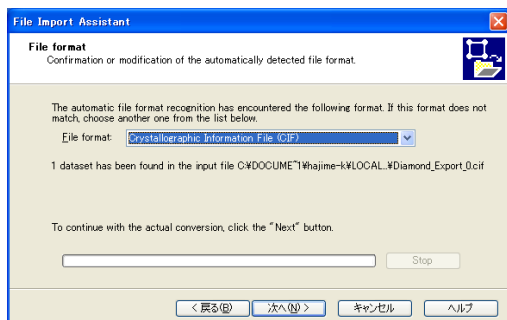 File Import Assistant
File format
Confirmation or modification of the automatically detected file format.
The automatic file format recognition has encountered the following format. If this format does not
match, choose another one from the list below.
File format: Crystallographic Information File (CIF)
1 dataset has been found in the input file C:¥DOCUME~1¥hajime-k¥LOCAL...¥Diamond_Export_0.cif
To continue with the actual conversion, click the "Next" button.
Stop
< 戻る(B) 次へ(N) > キャンセル ヘルプ